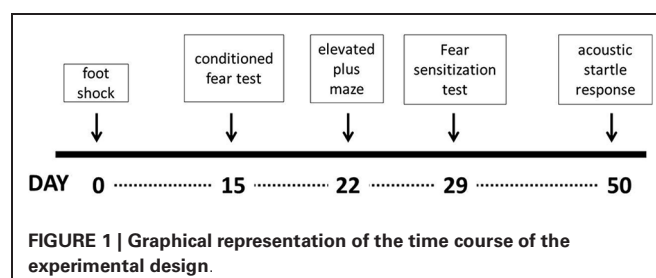 foot
shock
conditioned
fear test
elevated
plus
maze
Fear
sensitization
test
acoustic
startle
response
DAY 0 ........... 15 ........... 22 ........... 29 ........... 50
FIGURE 1 | Graphical representation of the time course of the
experimental design.